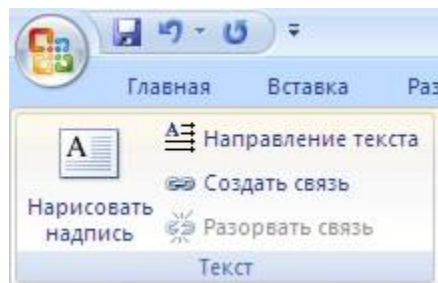 Главная Вставка Раз
Направление текста
Создать связь
Нарисовать
надпись
Разорвать связь
Текст